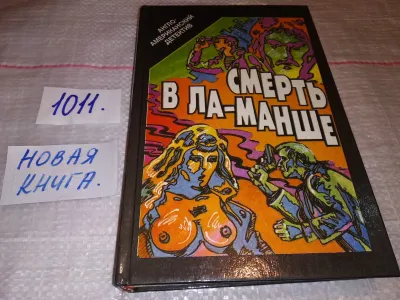 1011.
НОВАЯ
КНИГА.
АНГЛО-
АМЕРИКАНСКИЙ
ДЕТЕКТИВ
СМЕРТЬ
В ЛА-МАНШЕ